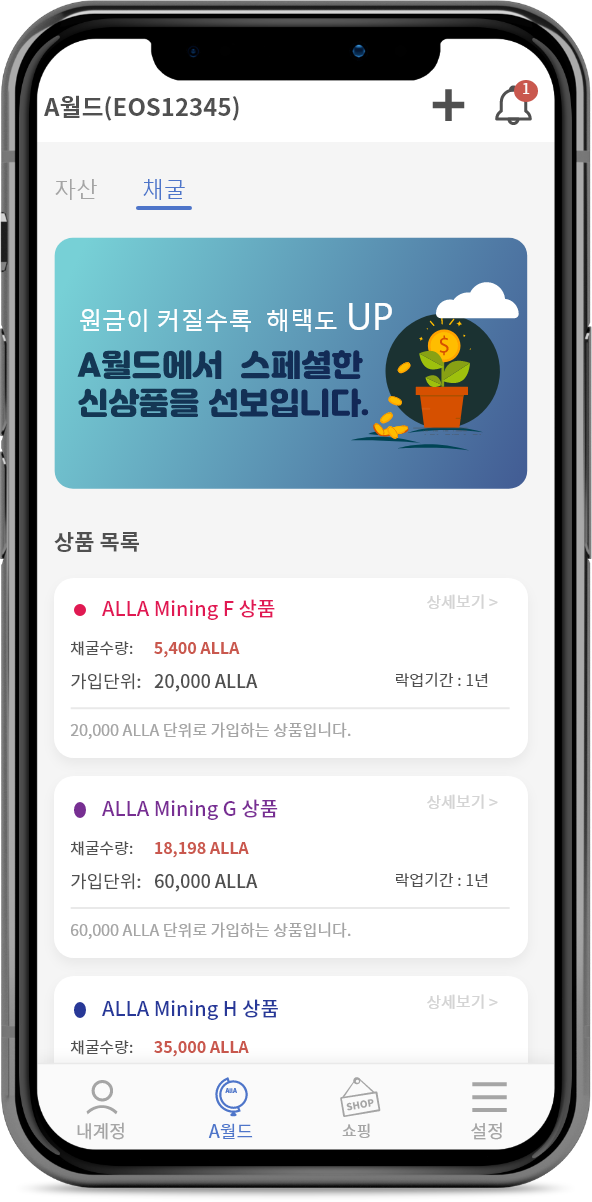 A월드(EOS12345)
1
자산 채굴
원금이 커질수록 해택도 UP
A월드에서 스페셜한
신상품을 선보입니다.
$
상품 목록
ALLA Mining F 상품 상세보기 >
채굴수량: 5,400 ALLA
가입단위: 20,000 ALLA 락업기간 : 1년
20,000 ALLA 단위로 가입하는 상품입니다.
ALLA Mining G 상품 상세보기 >
채굴수량: 18,198 ALLA
가입단위: 60,000 ALLA 락업기간 : 1년
60,000 ALLA 단위로 가입하는 상품입니다.
ALLA Mining H 상품 상세보기 >
채굴수량: 35,000 ALLA
AllA
SHOP
내계정 A월드 쇼핑 설정